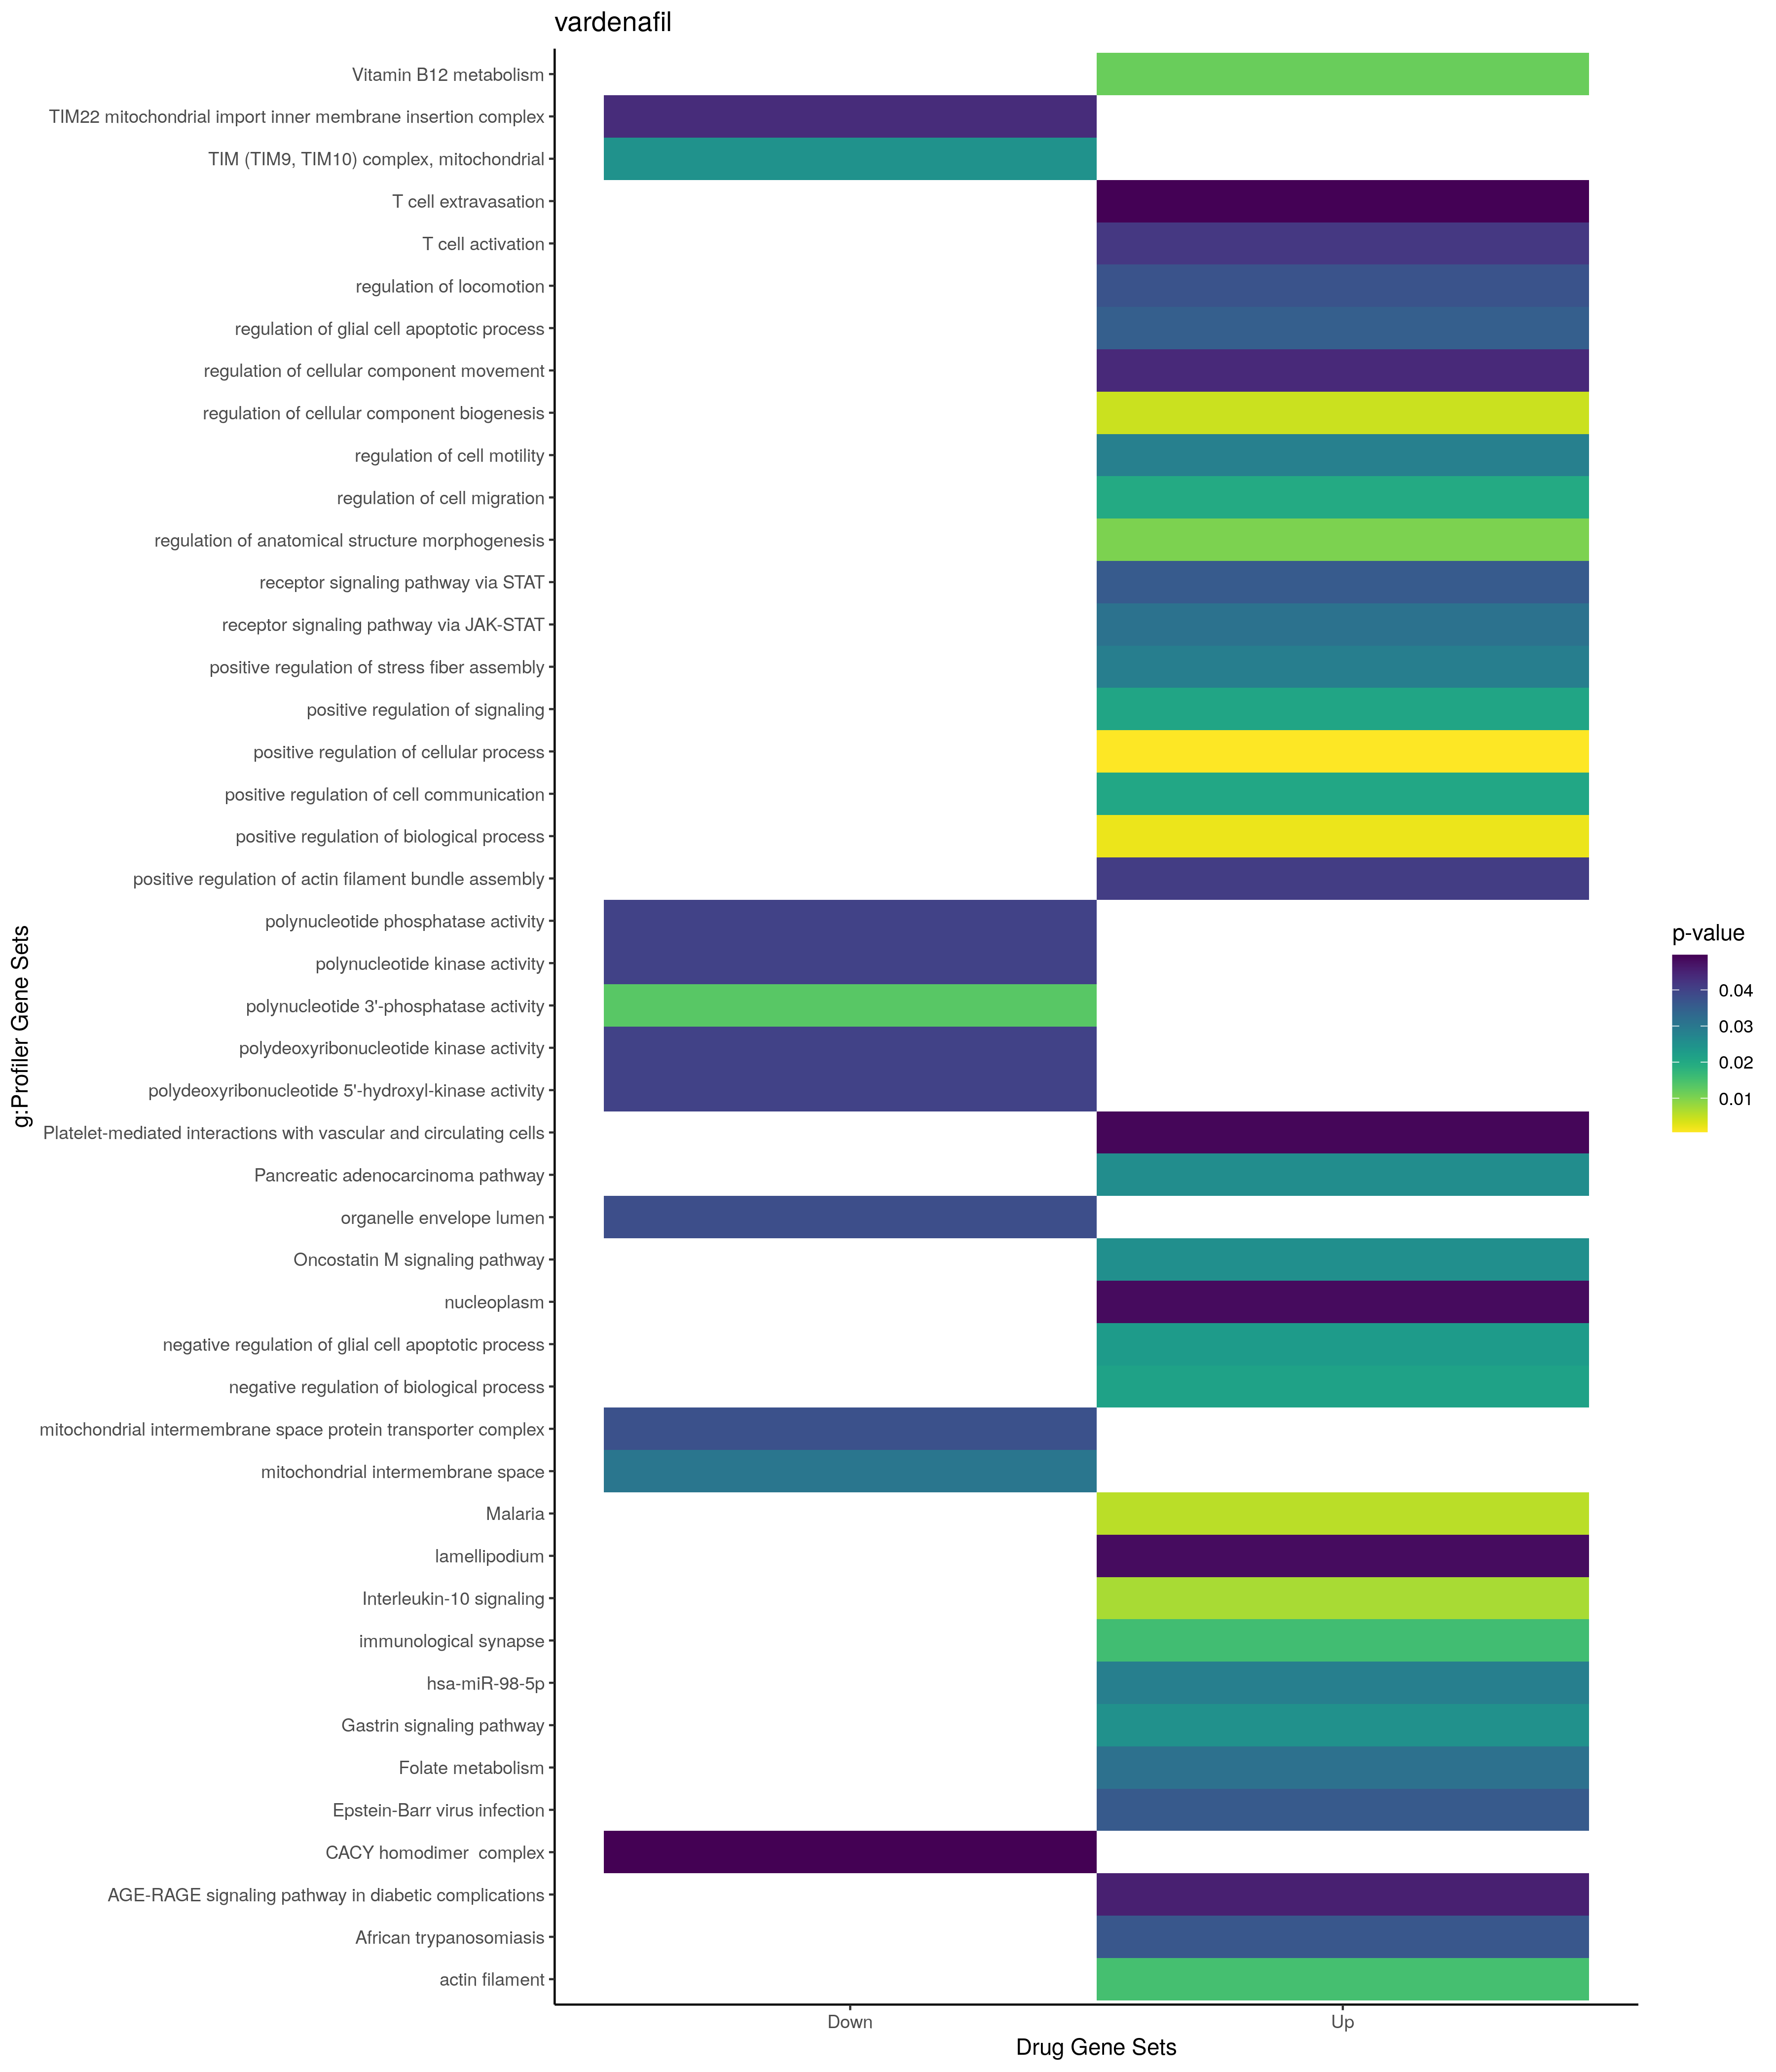 vardenafil
Vitamin B12 metabolism
TIM22 mitochondrial import inner membrane insertion complex
TIM (TIM9, TIM10) complex, mitochondrial
T cell extravasation
T cell activation
regulation of locomotion
regulation of glial cell apoptotic process
regulation of cellular component movement
regulation of cellular component biogenesis
regulation of cell motility
regulation of cell migration
regulation of anatomical structure morphogenesis
receptor signaling pathway via STAT
receptor signaling pathway via JAK-STAT
positive regulation of stress fiber assembly
positive regulation of signaling
positive regulation of cellular process
positive regulation of cell communication
positive regulation of biological process
positive regulation of actin filament bundle assembly
polynucleotide phosphatase activity
polynucleotide kinase activity
polynucleotide 3'-phosphatase activity
polydeoxyribonucleotide kinase activity
polydeoxyribonucleotide 5'-hydroxyl-kinase activity
Platelet-mediated interactions with vascular and circulating cells
Pancreatic adenocarcinoma pathway
organelle envelope lumen
Oncostatin M signaling pathway
nucleoplasm
negative regulation of glial cell apoptotic process
negative regulation of biological process
mitochondrial intermembrane space protein transporter complex
mitochondrial intermembrane space
Malaria
lamellipodium
Interleukin-10 signaling
immunological synapse
hsa-miR-98-5p
Gastrin signaling pathway
Folate metabolism
Epstein-Barr virus infection
CACY homodimer  complex
AGE-RAGE signaling pathway in diabetic complications
African trypanosomiasis
actin filament
g:Profiler Gene Sets
Down
Up
Drug Gene Sets
p-value
0.04
0.03
0.02
0.01